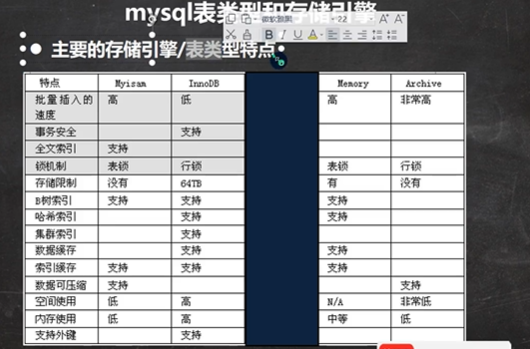 mysql表类型和存储引擎
22
B I U A
主要的存储引擎/表类型特点
特点 Myisam InnoDB Memory Archive
批量插入的速度 高 低 高 非常高
事务安全 支持
全文索引 支持
锁机制 表锁 行锁 表锁 行锁
存储限制 没有 64TB 有 没有
B树索引 支持 支持 支持
哈希索引 支持 支持
集群索引 支持
数据缓存 支持 支持
索引缓存 支持 支持 支持
数据可压缩 支持 支持
空间使用 低 高 N/A 非常低
内存使用 低 高 中等 低
支持外键 支持